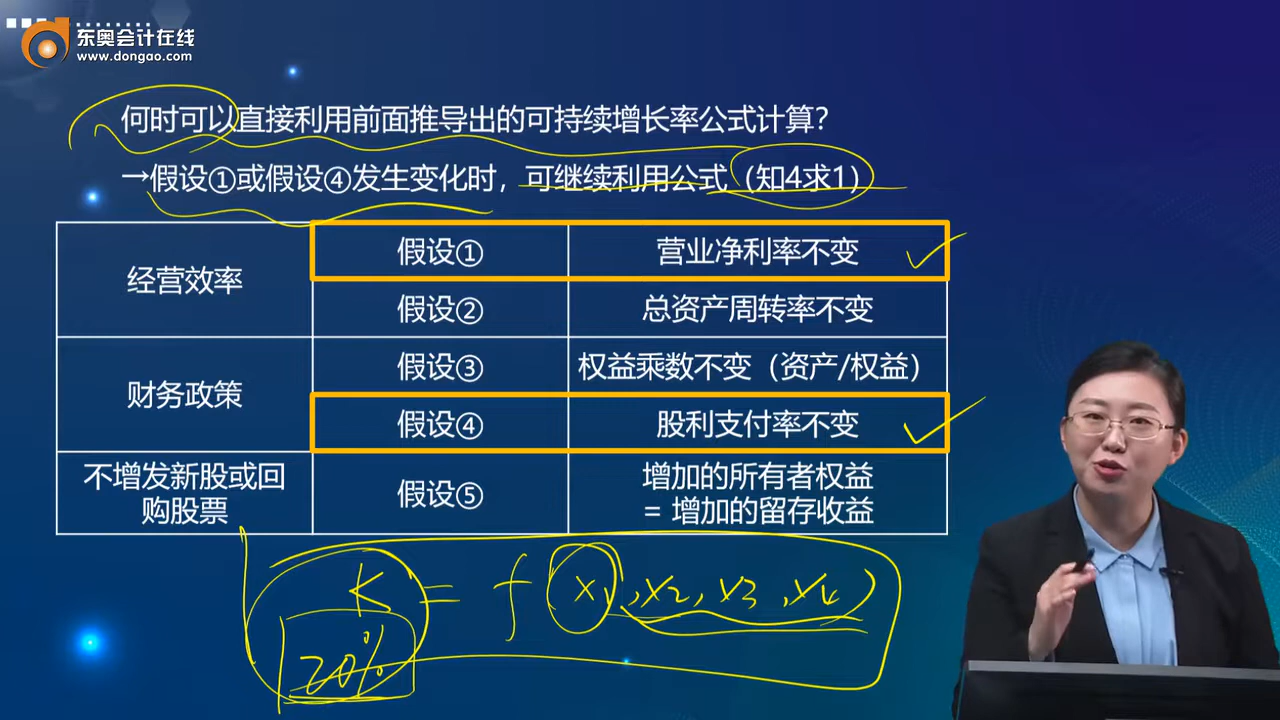 东奥会计在线
www.dongao.com
何时可以直接利用前面推导出的可持续增长率公式计算？
→假设①或假设④发生变化时，可继续利用公式（知4求1）
经营效率
假设①
营业净利率不变
假设②
总资产周转率不变
财务政策
假设③
权益乘数不变（资产/权益）
假设④
股利支付率不变
不增发新股或回
购股票
假设⑤
增加的所有者权益
= 增加的留存收益
K = f(x1, x2, x3, x4)
20%